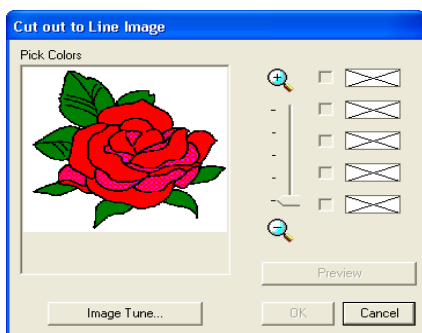 Cut out to Line Image
Pick Colors
Preview
Image Tune...
OK
Cancel